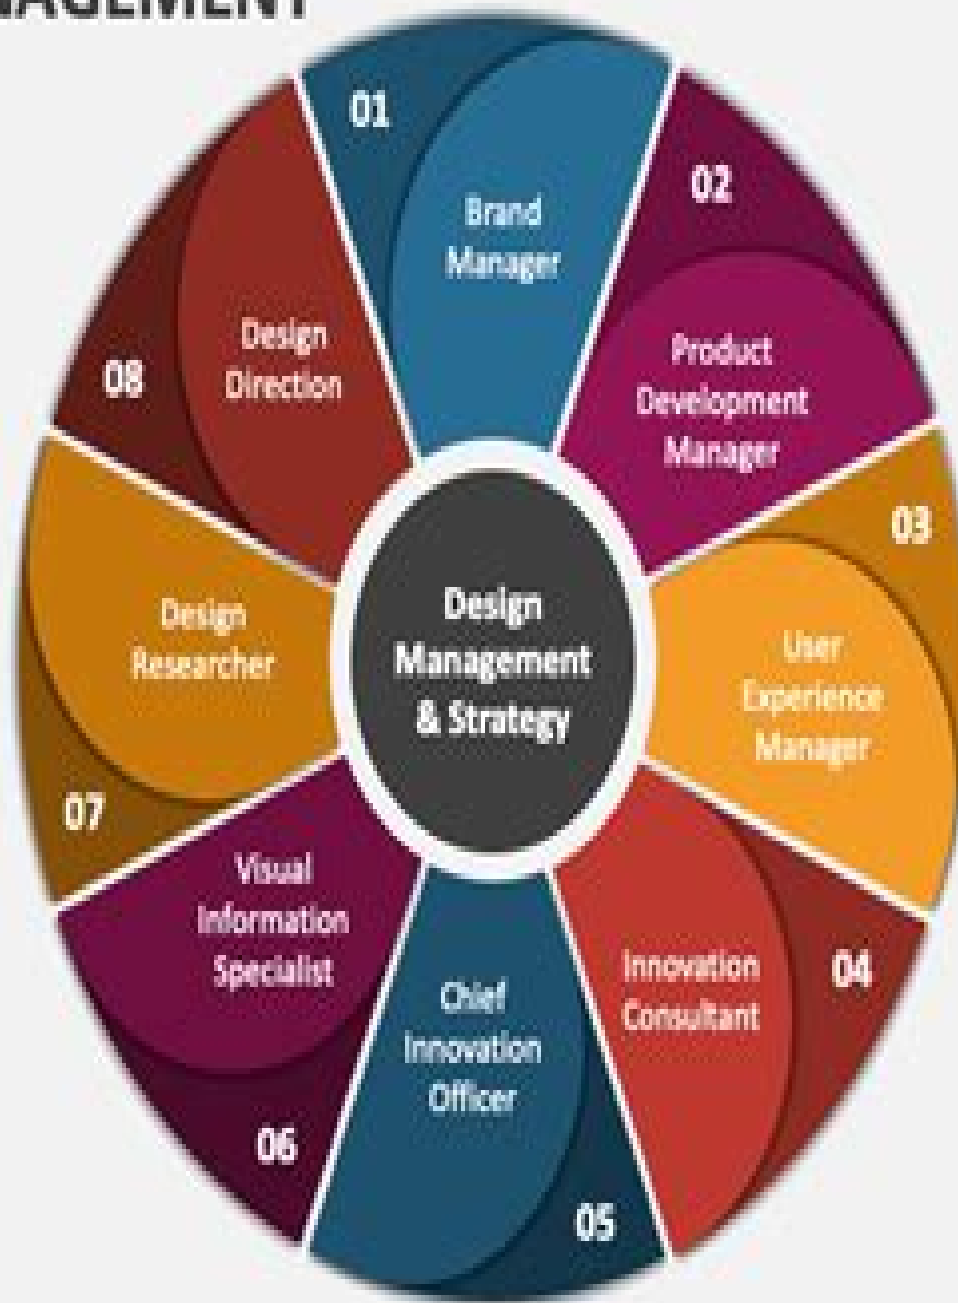 NAGEMENT
01
Brand
Manager
02
Product
Development
Manager
03
User
Experience
Manager
04
Innovation
Consultant
05
Chief
Innovation
Officer
06
Visual
Information
Specialist
07
Design
Researcher
08
Design
Direction
Design
Management
& Strategy